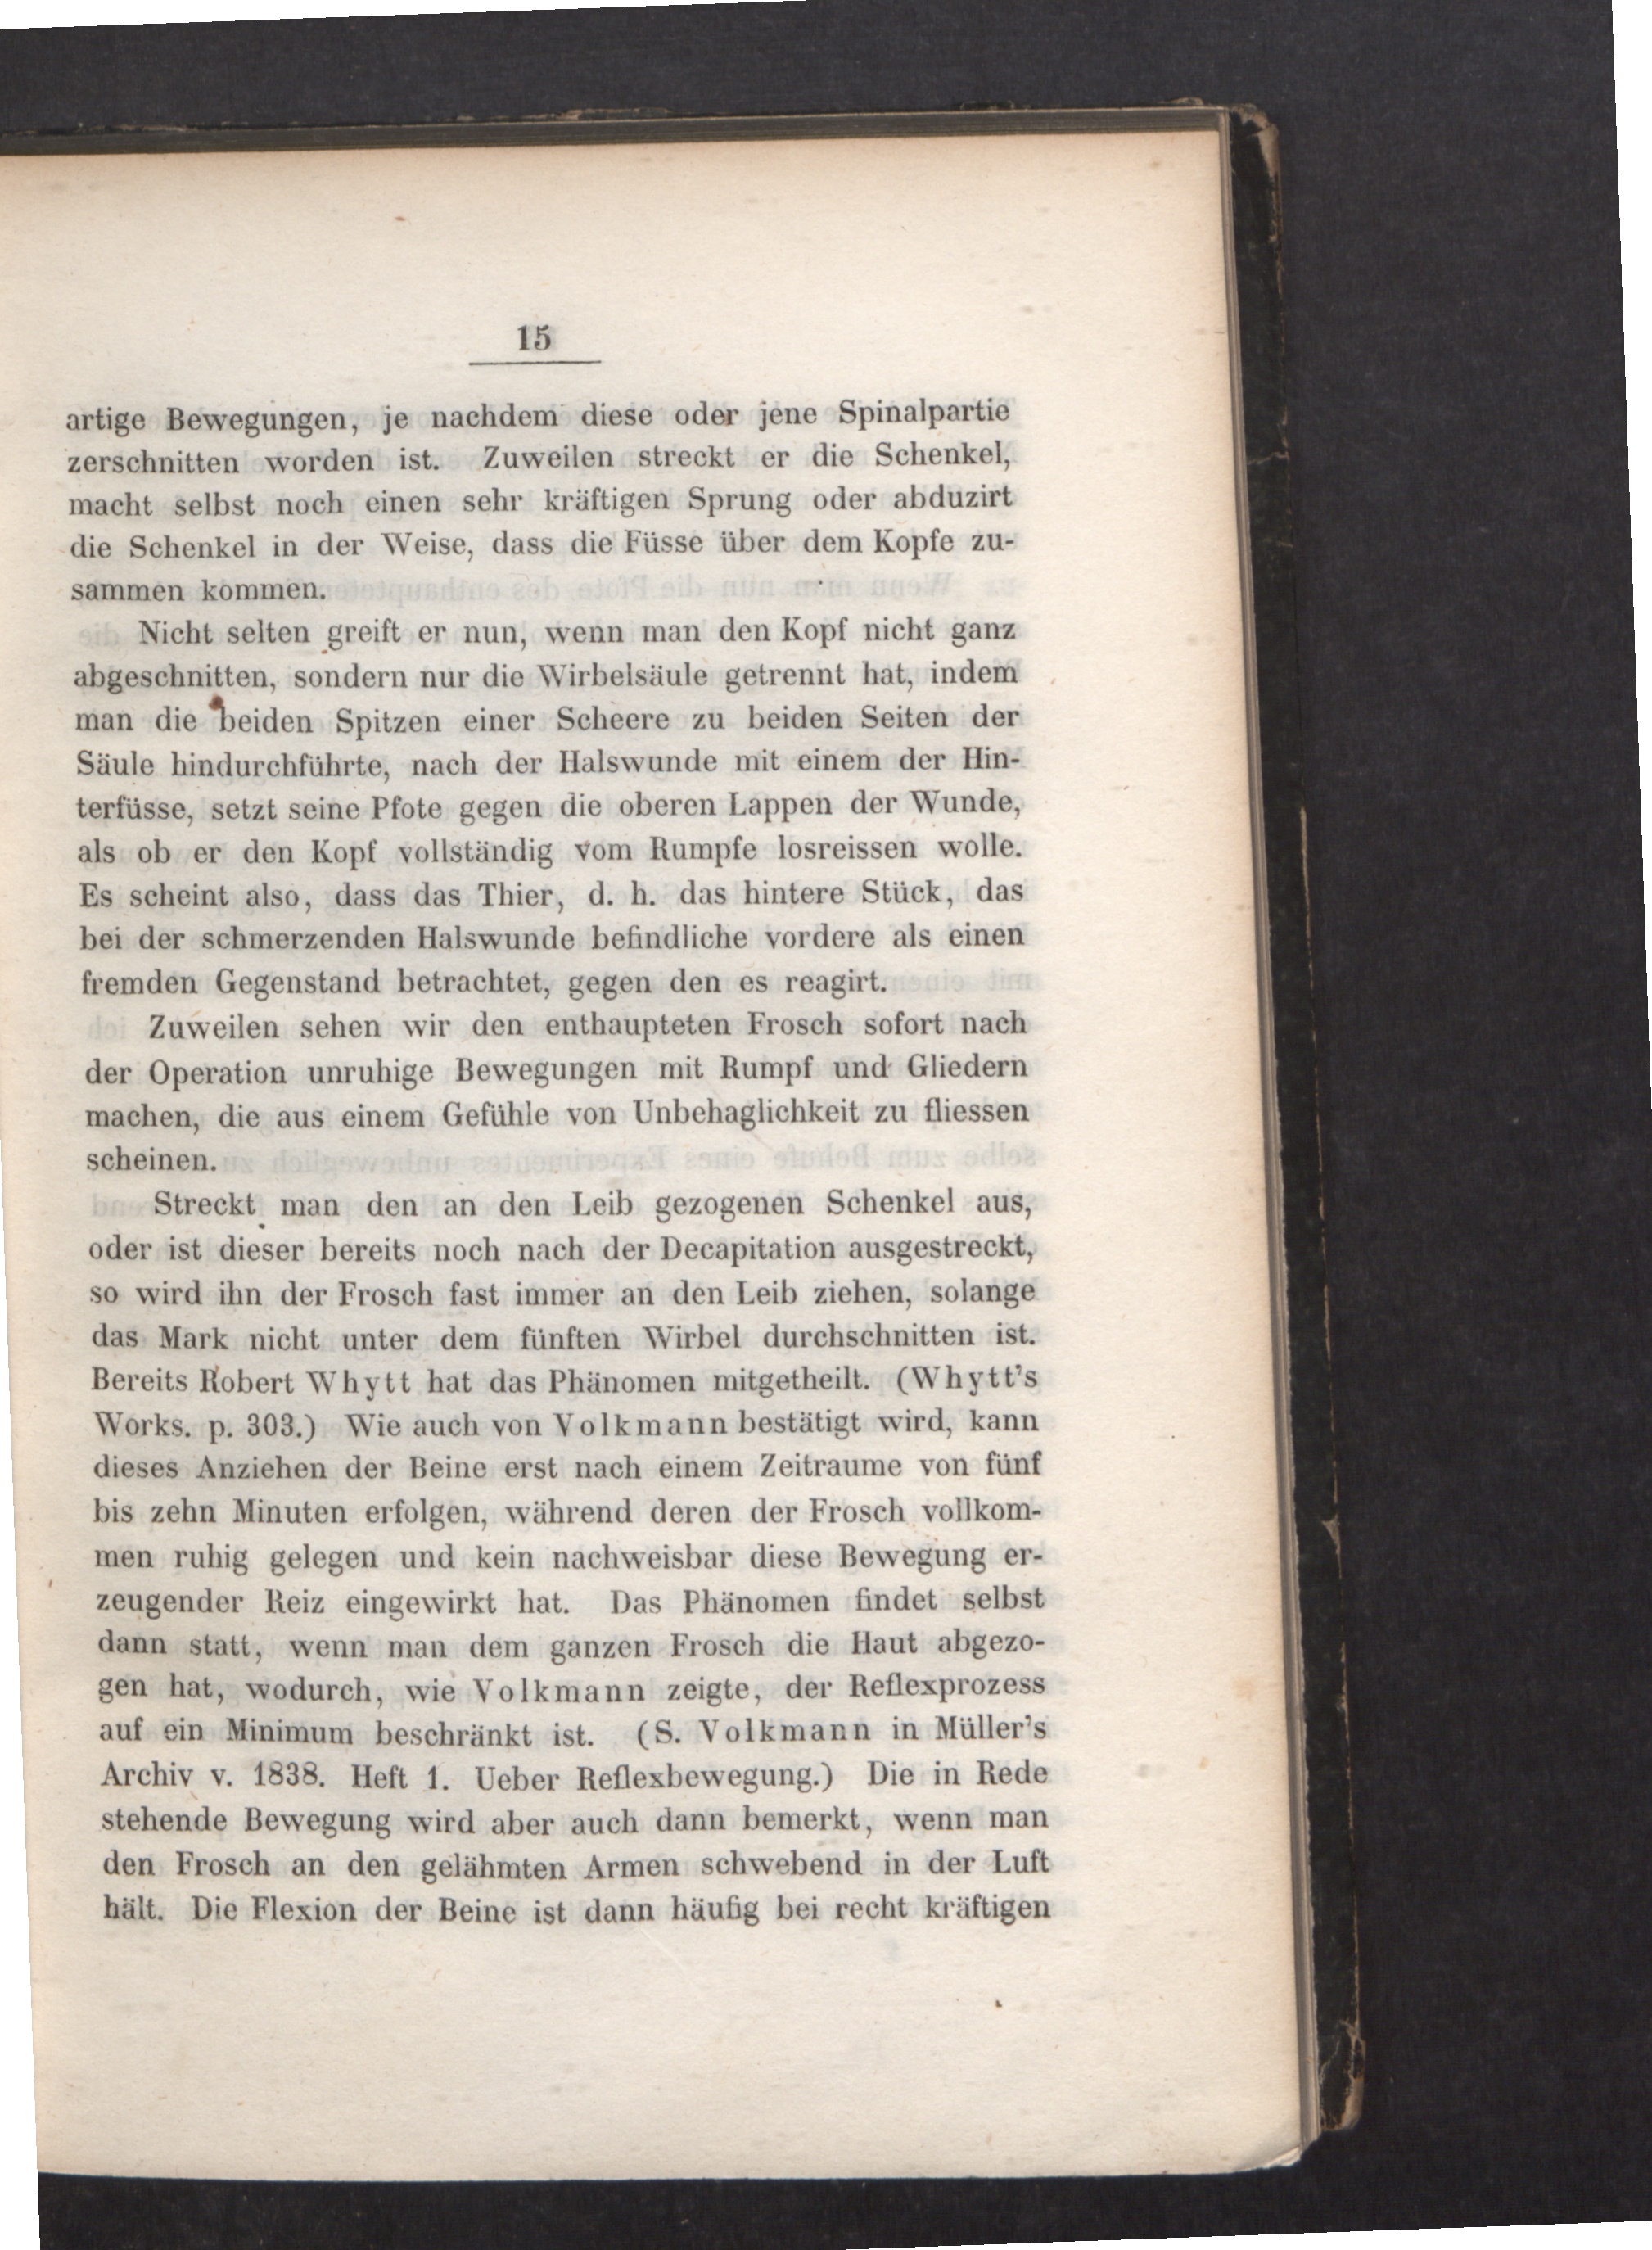 15
artige Bewegungen, je nachdem diese oder jene Spinalpartie
zerschnitten worden ist. Zuweilen streckt er die Schenkel,
macht selbst noch einen sehr kräftigen Sprung oder abduzirt
die Schenkel in der Weise, dass die Füsse über dem Kopfe zu-
sammen kommen.
Nicht selten greift er nun, wenn man den Kopf nicht ganz
abgeschnitten, sondern nur die Wirbelsäule getrennt hat, indem
man die beiden Spitzen einer Scheere zu beiden Seiten der
Säule hindurchführte, nach der Halswunde mit einem der Hin-
terfüsse, setzt seine Pfote gegen die oberen Lappen der Wunde,
als ob er den Kopf vollständig vom Rumpfe losreissen wolle.
Es scheint also, dass das Thier, d. h. das hintere Stück, das
bei der schmerzenden Halswunde befindliche vordere als einen
fremden Gegenstand betrachtet, gegen den es reagirt.
Zuweilen sehen wir den enthaupteten Frosch sofort nach
der Operation unruhige Bewegungen mit Rumpf und Gliedern
machen, die aus einem Gefühle von Unbehaglichkeit zu fliessen
scheinen.
Streckt man den an den Leib gezogenen Schenkel aus,
oder ist dieser bereits noch nach der Decapitation ausgestreckt,
so wird ihn der Frosch fast immer an den Leib ziehen, solange
das Mark nicht unter dem fünften Wirbel durchschnitten ist.
Bereits Robert Whytt hat das Phänomen mitgetheilt. (Whytt's
Works. p. 303.) Wie auch von Volkmann bestätigt wird, kann
dieses Anziehen der Beine erst nach einem Zeitraume von fünf
bis zehn Minuten erfolgen, während deren der Frosch vollkom-
men ruhig gelegen und kein nachweisbar diese Bewegung er-
zeugender Reiz eingewirkt hat. Das Phänomen findet selbst
dann statt, wenn man dem ganzen Frosch die Haut abgezo-
gen hat, wodurch, wie Volkmann zeigte, der Reflexprozess
auf ein Minimum beschränkt ist. (S. Volkmann in Müller's
Archiv v. 1838. Heft 1. Ueber Reflexbewegung.) Die in Rede
stehende Bewegung wird aber auch dann bemerkt, wenn man
den Frosch an den gelähmten Armen schwebend in der Luft
hält. Die Flexion der Beine ist dann häufig bei recht kräftigen